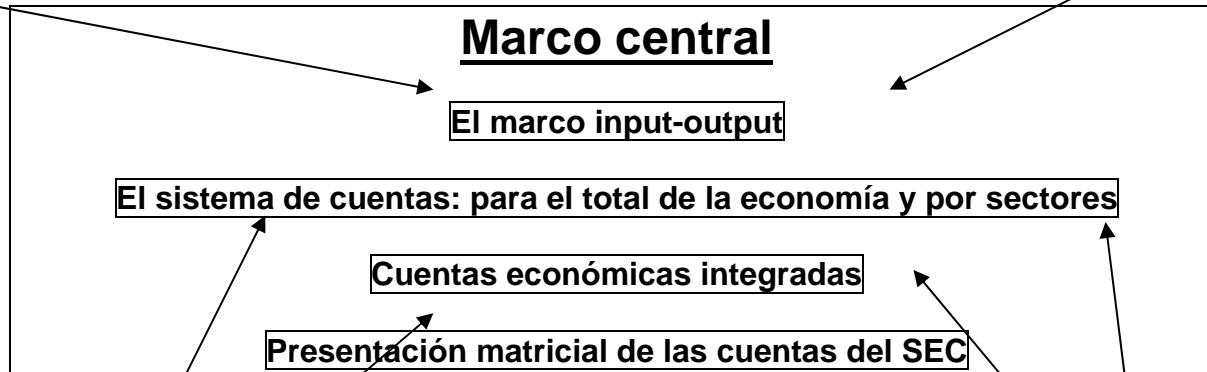 Marco central
El marco input-output
El sistema de cuentas: para el total de la economía y por sectores
Cuentas económicas integradas
Presentación matricial de las cuentas del SEC